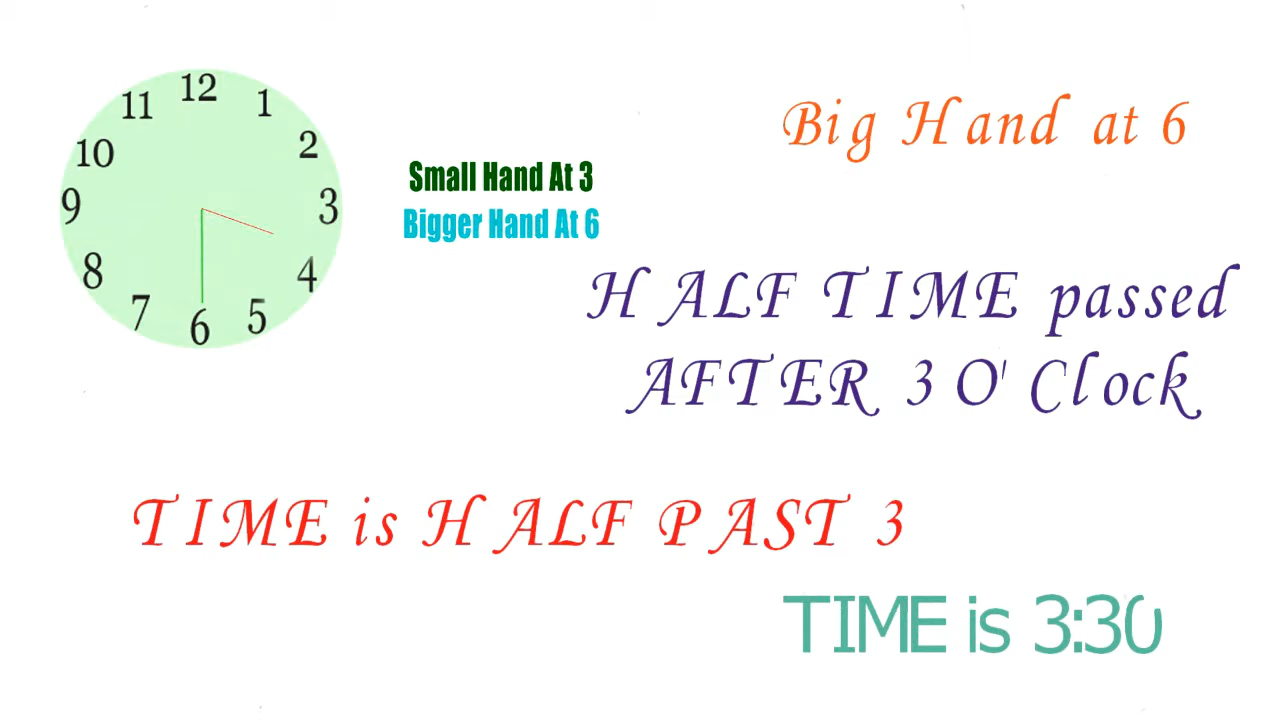 12
11
1
10
2
9
3
8
4
7
5
6
Small Hand At 3
Bigger Hand At 6
Big Hand at 6
HALF TIME passed
AFTER 3 O' Clock
TIME is HALF PAST 3
TIME is 3:30